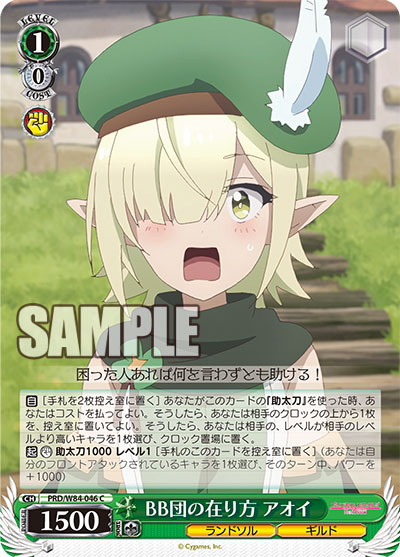 LEVEL
1
0
COST
SAMPLE
困った人あれば何を言わずとも助ける！
自 [手札を2枚控え室に置く] あなたがこのカードの『助太刀』を使った時、あなたはコストを払ってよい。そうしたら、あなたは相手のクロックの上から1枚を、控え室に置いてよい。そうしたら、あなたは相手の、レベルが相手のレベルより高いキャラを1枚選び、クロック置場に置く。
起 助太刀1000 レベル1 [手札のこのカードを控え室に置く] (あなたは自分のフロントアタックされているキャラを1枚選び、そのターン中、パワーを＋1000)
CH PRD/W84-046 C
1500
BB団の在り方 アオイ
ランドソル
ギルド
© Cygames, Inc.